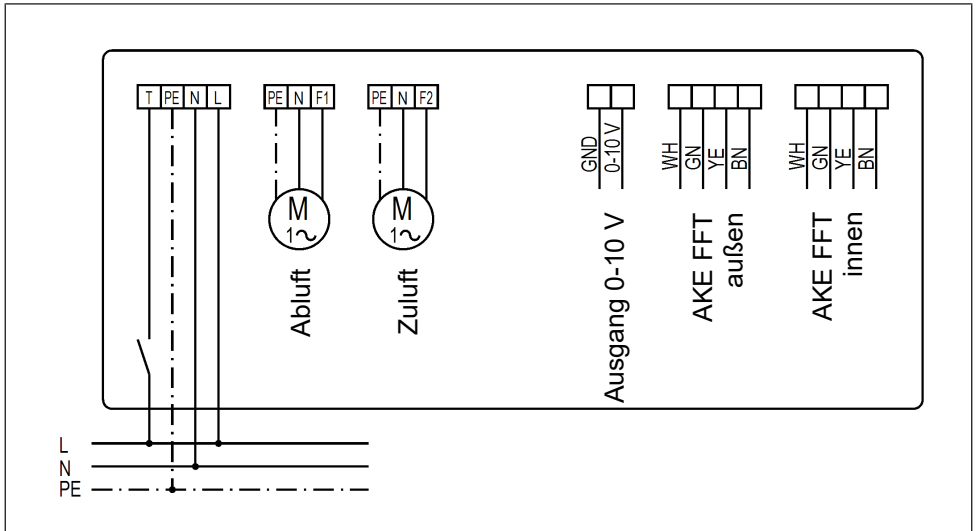 T PE N L
PE N F1
PE N F2
GND
0-10 V
WH
GN
YE
BN
WH
GN
YE
BN
M
1~
M
1~
Abluft
Zuluft
Ausgang 0-10 V
AKE FFT
außen
AKE FFT
innen
L
N
PE